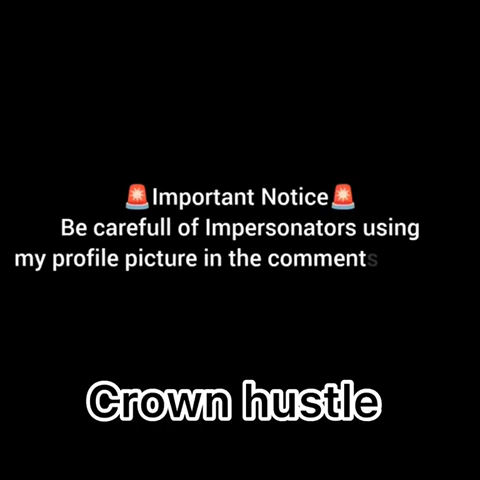 🚨Important Notice🚨
Be carefull of Impersonators using
my profile picture in the comments
Crown hustle